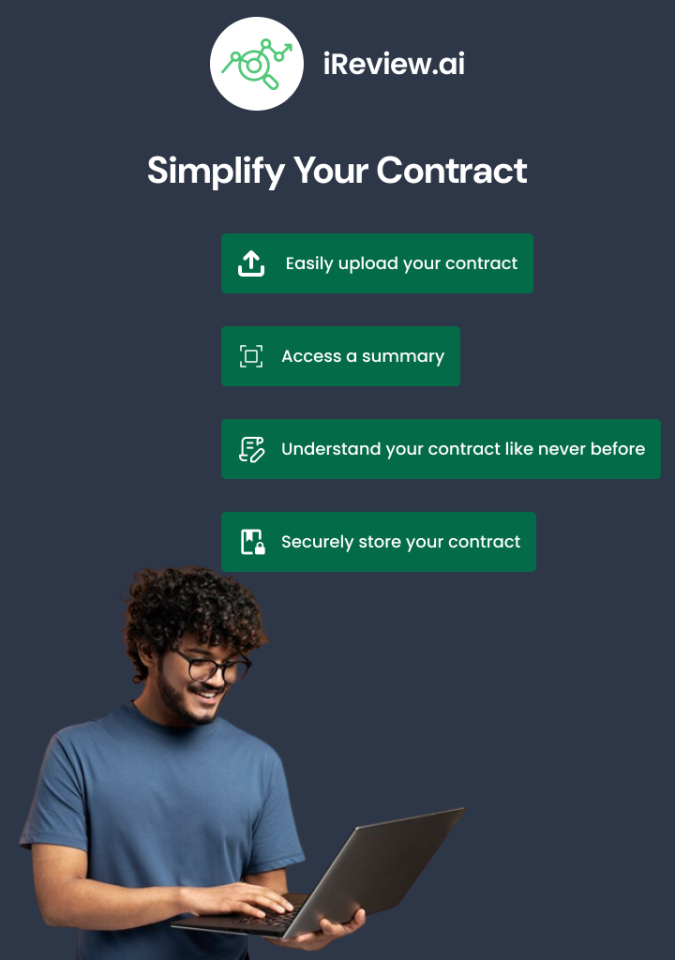 iReview.ai
Simplify Your Contract
Easily upload your contract
Access a summary
Understand your contract like never before
Securely store your contract